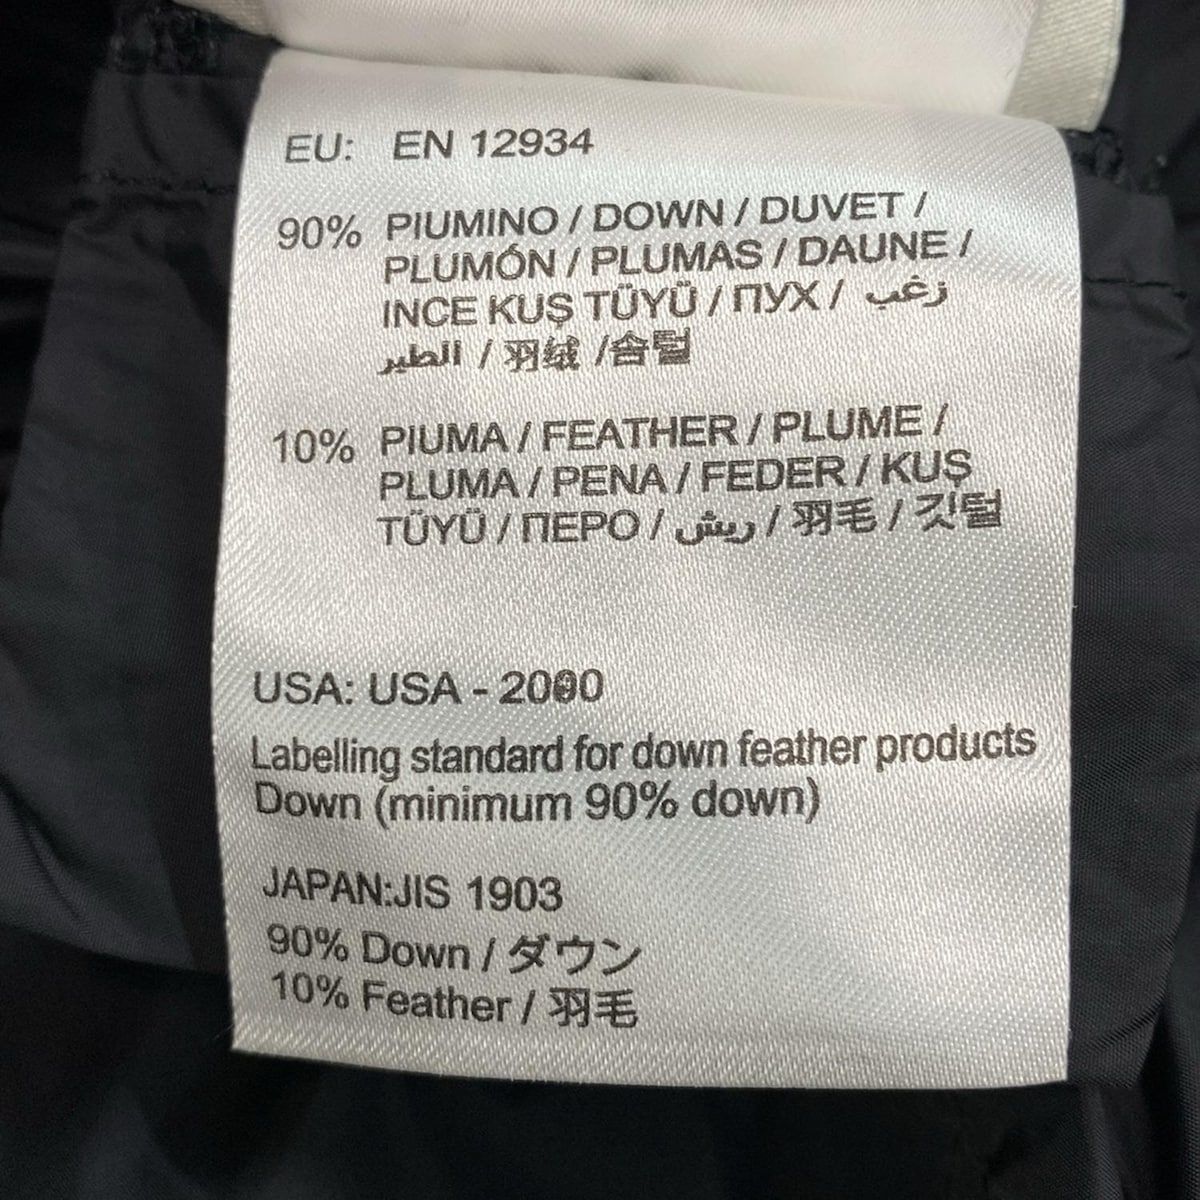 EU: EN 12934
90% PIUMINO / DOWN / DUVET /
PLUMÓN / PLUMAS / DAUNE /
INCE KUŞ TÜYÜ / ПУХ / زغب
الطير / 羽绒 /솜털
10% PIUMA / FEATHER / PLUME /
PLUMA / PENA / FEDER / KUŞ
TÜYÜ / ПЕРО / ريش / 羽毛 / 깃털
USA: USA - 2000
Labelling standard for down feather products
Down (minimum 90% down)
JAPAN:JIS 1903
90% Down / ダウン
10% Feather / 羽毛